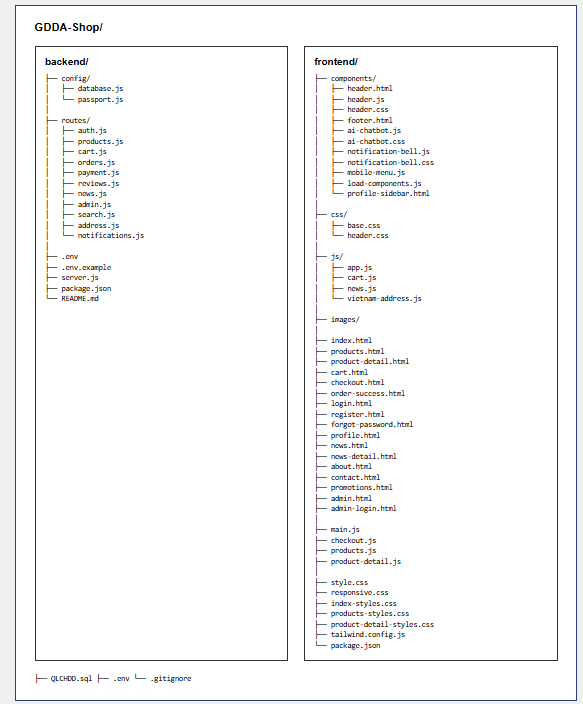 GDDA-Shop/
backend/
├── config/
│   ├── database.js
│   └── passport.js
│
├── routes/
│   ├── auth.js
│   ├── products.js
│   ├── cart.js
│   ├── orders.js
│   ├── payment.js
│   ├── reviews.js
│   ├── news.js
│   ├── admin.js
│   ├── search.js
│   ├── address.js
│   └── notifications.js
│
├── .env
├── .env.example
├── server.js
├── package.json
└── README.md
frontend/
├── components/
│   ├── header.html
│   ├── header.js
│   ├── header.css
│   ├── footer.html
│   ├── ai-chatbot.js
│   ├── ai-chatbot.css
│   ├── notification-bell.js
│   ├── notification-bell.css
│   ├── mobile-menu.js
│   ├── load-components.js
│   └── profile-sidebar.html
│
├── css/
│   ├── base.css
│   └── header.css
│
├── js/
│   ├── app.js
│   ├── cart.js
│   ├── news.js
│   └── vietnam-address.js
│
├── images/
│
├── index.html
├── products.html
├── product-detail.html
├── cart.html
├── checkout.html
├── order-success.html
├── login.html
├── register.html
├── forgot-password.html
├── profile.html
├── news.html
├── news-detail.html
├── about.html
├── contact.html
├── promotions.html
├── admin.html
├── admin-login.html
│
├── main.js
├── checkout.js
├── products.js
├── product-detail.js
│
├── style.css
├── responsive.css
├── index-styles.css
├── products-styles.css
├── product-detail-styles.css
├── tailwind.config.js
└── package.json
├── QLCHDD.sql ├── .env └── .gitignore